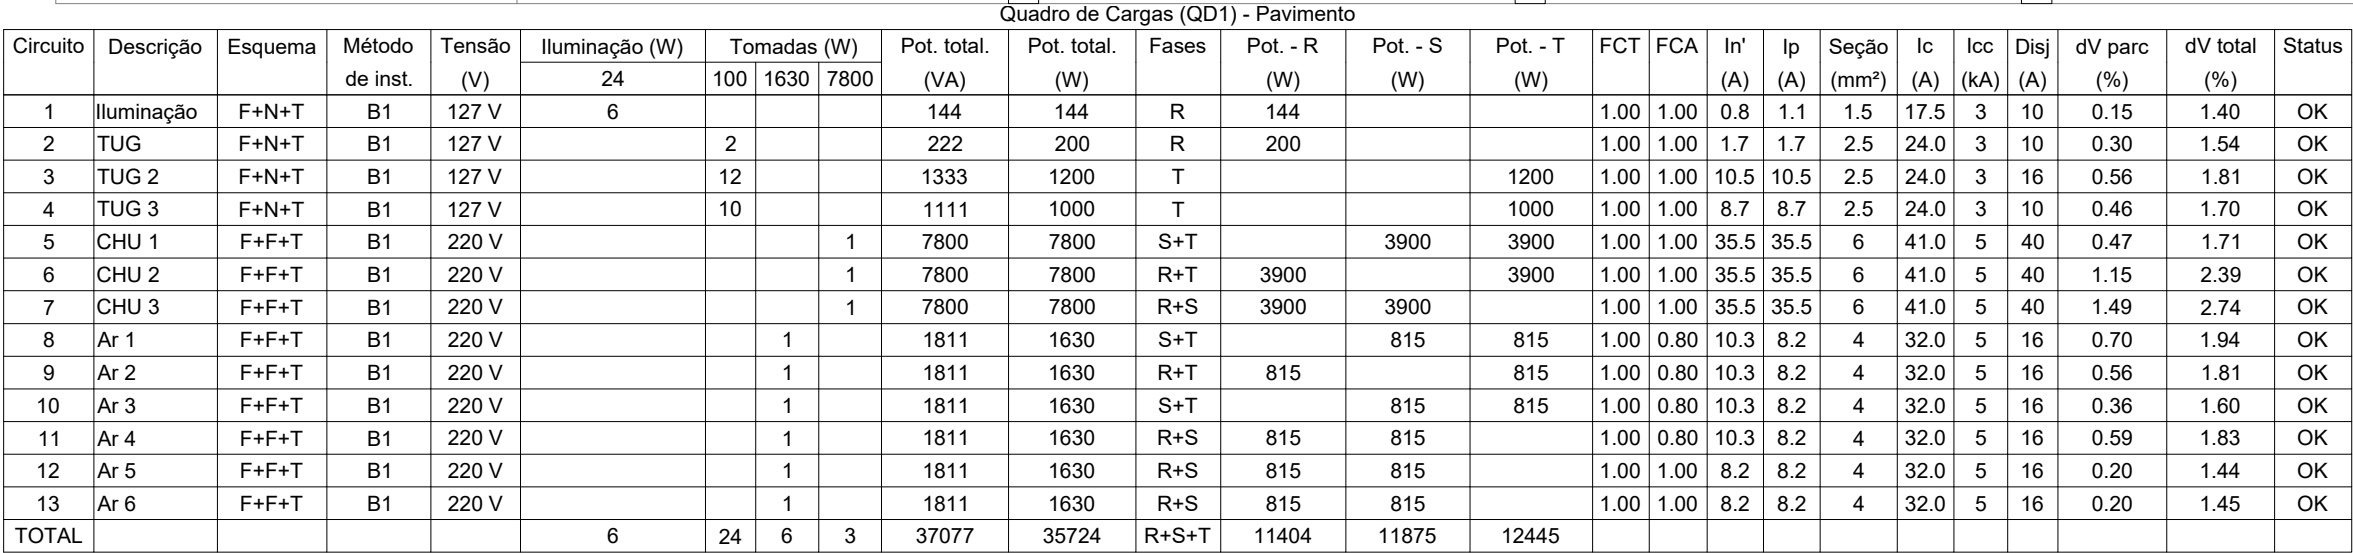 Quadro de Cargas (QD1) - Pavimento
Circuito Descrição Esquema Método Tensão Iluminação (W) Tomadas (W) Pot. total. Pot. total. Fases Pot. - R Pot. - S Pot. - T FCT FCA In' Ip Seção Ic Icc Disj dV parc dV total Status
de inst. (V) 24 100 1630 7800 (VA) (W) (W) (W) (W) (A) (A) (mm²) (A) (kA) (A) (%) (%)
1 Iluminação F+N+T B1 127 V 6 144 144 R 144 1.00 1.00 0.8 1.1 1.5 17.5 3 10 0.15 1.40 OK
2 TUG F+N+T B1 127 V 2 222 200 R 200 1.00 1.00 1.7 1.7 2.5 24.0 3 10 0.30 1.54 OK
3 TUG 2 F+N+T B1 127 V 12 1333 1200 T 1200 1.00 1.00 10.5 10.5 2.5 24.0 3 16 0.56 1.81 OK
4 TUG 3 F+N+T B1 127 V 10 1111 1000 T 1000 1.00 1.00 8.7 8.7 2.5 24.0 3 10 0.46 1.70 OK
5 CHU 1 F+F+T B1 220 V 1 7800 7800 S+T 3900 3900 1.00 1.00 35.5 35.5 6 41.0 5 40 0.47 1.71 OK
6 CHU 2 F+F+T B1 220 V 1 7800 7800 R+T 3900 3900 1.00 1.00 35.5 35.5 6 41.0 5 40 1.15 2.39 OK
7 CHU 3 F+F+T B1 220 V 1 7800 7800 R+S 3900 3900 1.00 1.00 35.5 35.5 6 41.0 5 40 1.49 2.74 OK
8 Ar 1 F+F+T B1 220 V 1 1811 1630 S+T 815 815 1.00 0.80 10.3 8.2 4 32.0 5 16 0.70 1.94 OK
9 Ar 2 F+F+T B1 220 V 1 1811 1630 R+T 815 815 1.00 0.80 10.3 8.2 4 32.0 5 16 0.56 1.81 OK
10 Ar 3 F+F+T B1 220 V 1 1811 1630 S+T 815 815 1.00 0.80 10.3 8.2 4 32.0 5 16 0.36 1.60 OK
11 Ar 4 F+F+T B1 220 V 1 1811 1630 R+S 815 815 1.00 0.80 10.3 8.2 4 32.0 5 16 0.59 1.83 OK
12 Ar 5 F+F+T B1 220 V 1 1811 1630 R+S 815 815 1.00 1.00 8.2 8.2 4 32.0 5 16 0.20 1.44 OK
13 Ar 6 F+F+T B1 220 V 1 1811 1630 R+S 815 815 1.00 1.00 8.2 8.2 4 32.0 5 16 0.20 1.45 OK
TOTAL 6 24 6 3 37077 35724 R+S+T 11404 11875 12445